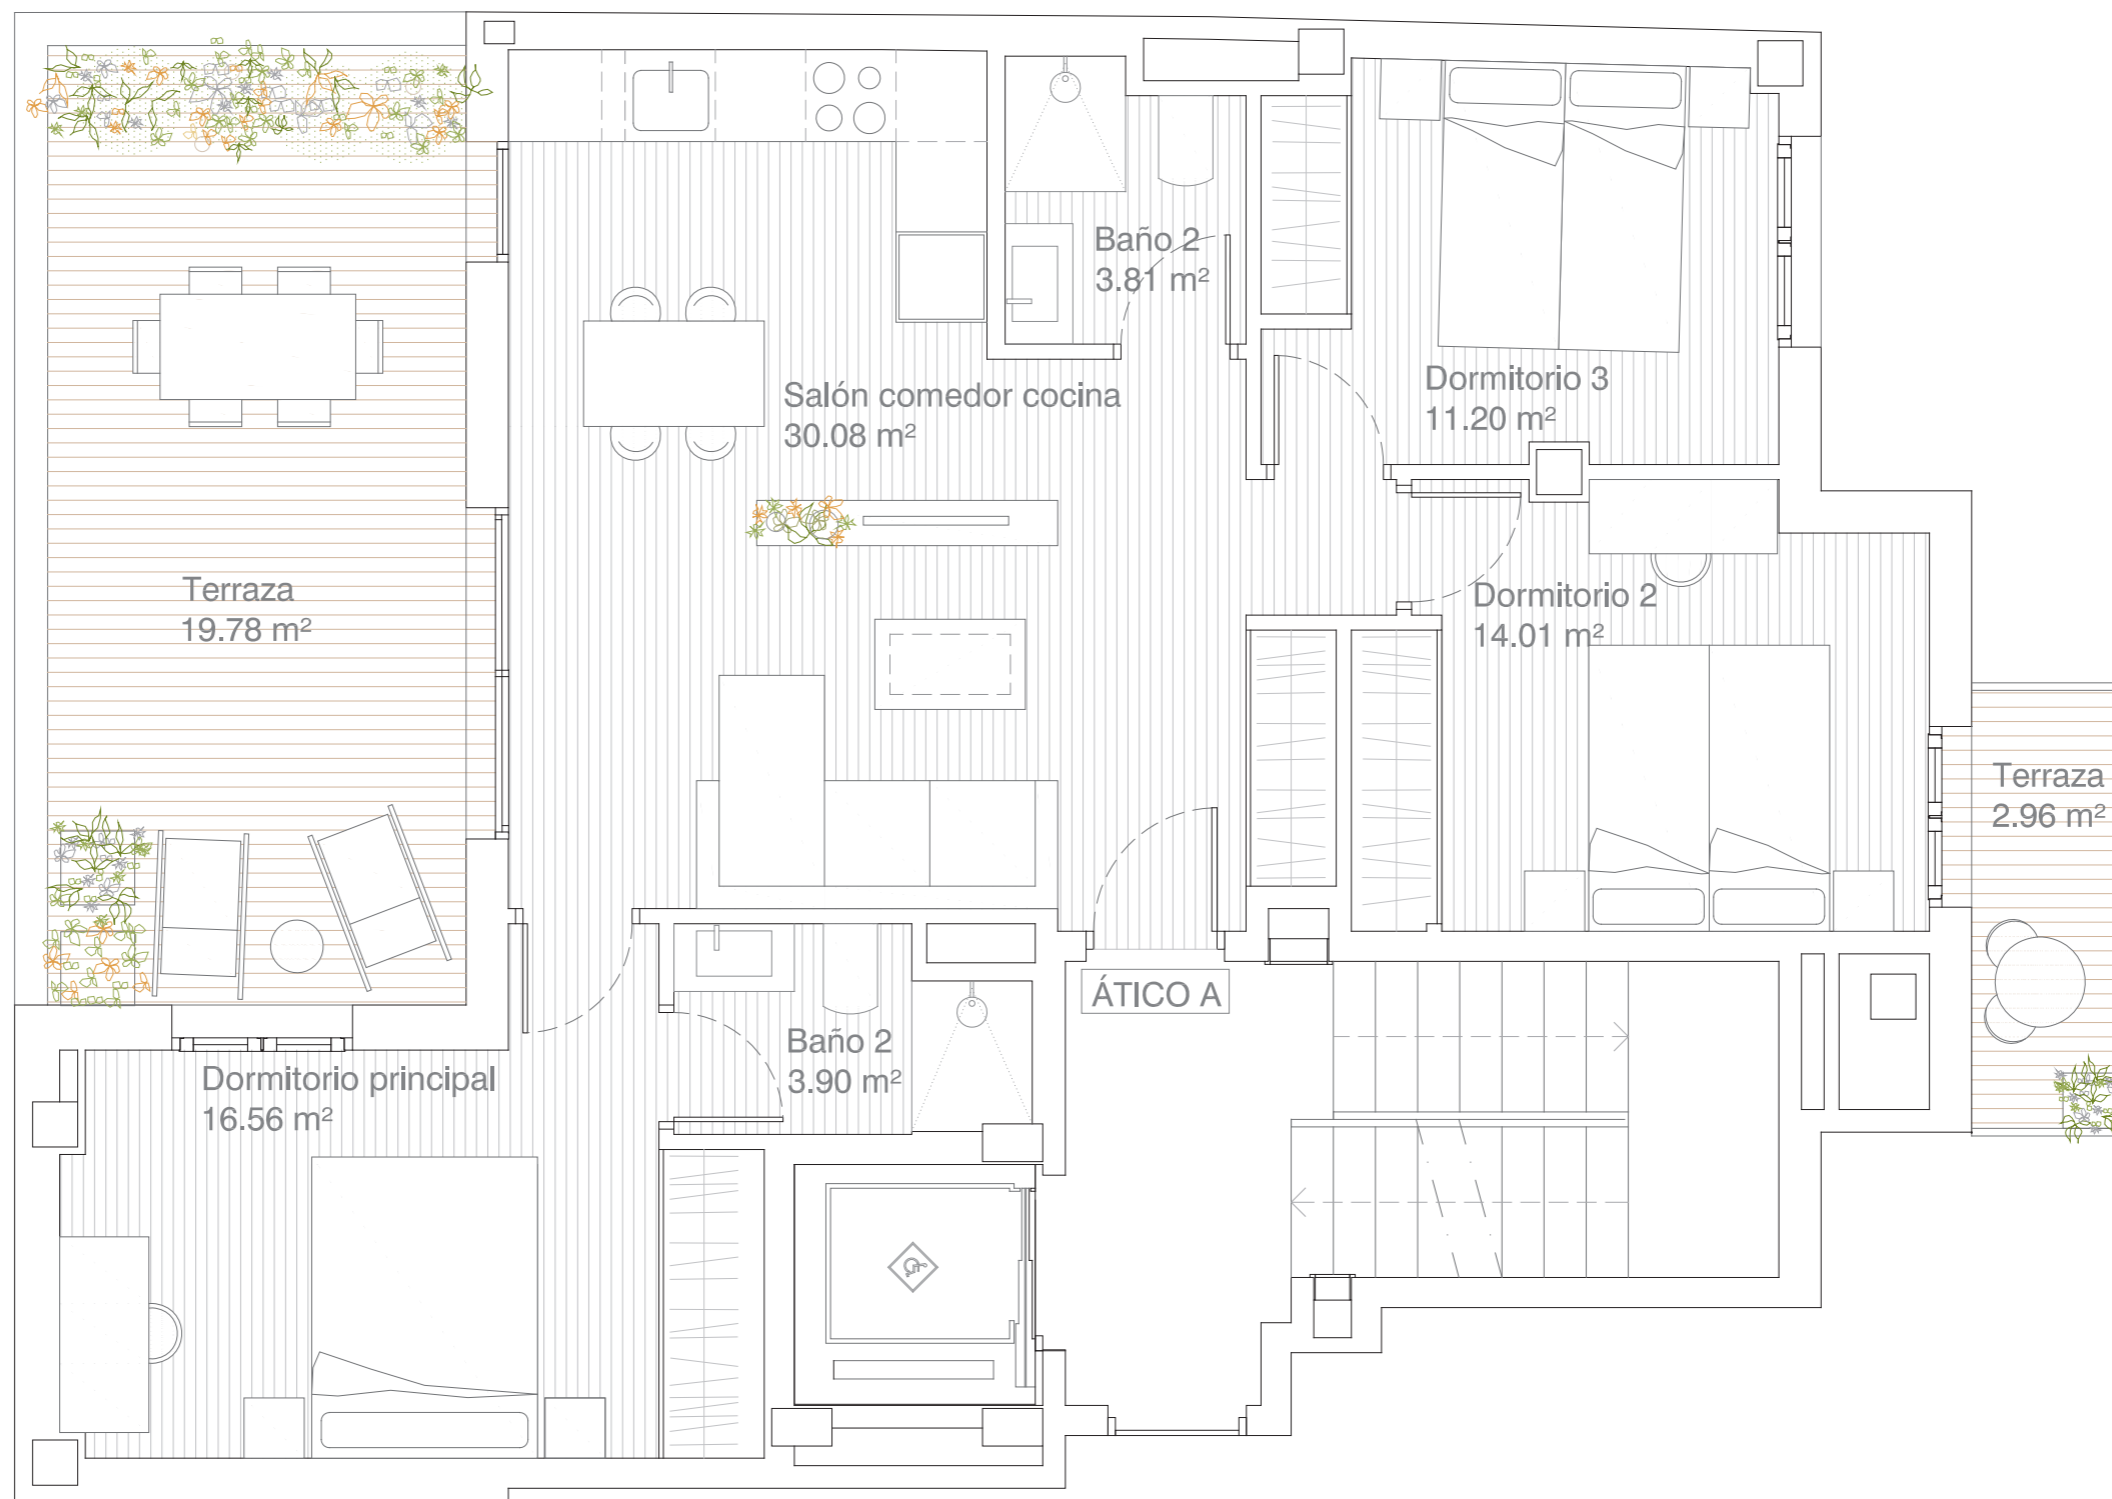 Baño 2
3.81 m²
Salón comedor cocina
30.08 m²
Dormitorio 3
11.20 m²
Terraza
19.78 m²
Dormitorio 2
14.01 m²
Terraza
2.96 m²
ÁTICO A
Baño 2
3.90 m²
Dormitorio principal
16.56 m²